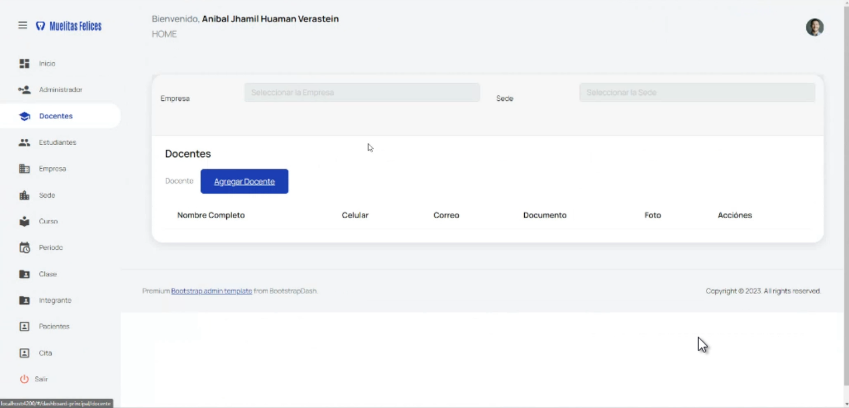 Muelitas Felices
Bienvenido, Anibal Jhamil Huaman Verastein
HOME
Inicio
Administrador
Docentes
Estudiantes
Empresa
Sede
Curso
Periodo
Clase
Integrante
Pacientes
Cita
Salir
Empresa
Seleccionar la Empresa
Sede
Seleccionar la Sede
Docentes
Docente
Agregar Docente
Nombre Completo Celular Correo Documento Foto Acciónes
Premium Bootstrap admin template from BootstrapDash
Copyright © 2023. All rights reserved.
localhost:4200/#/dashboard-principal/docente